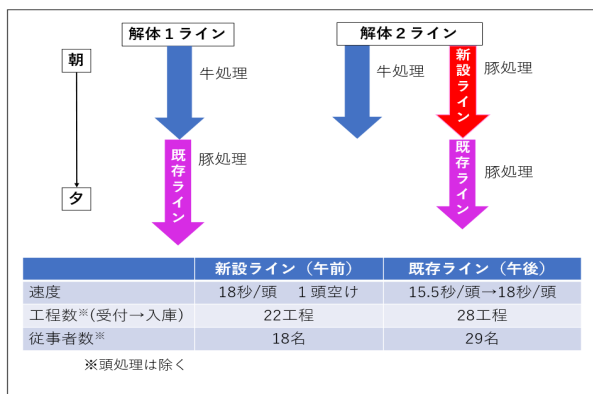 解体１ライン
解体２ライン
朝
牛処理
牛処理
新設ライン
豚処理
既存ライン
豚処理
既存ライン
豚処理
夕
新設ライン（午前） 既存ライン（午後）
速度 18秒/頭 １頭空け 15.5秒/頭→18秒/頭
工程数※(受付→入庫) 22工程 28工程
従事者数※ 18名 29名
※頭処理は除く